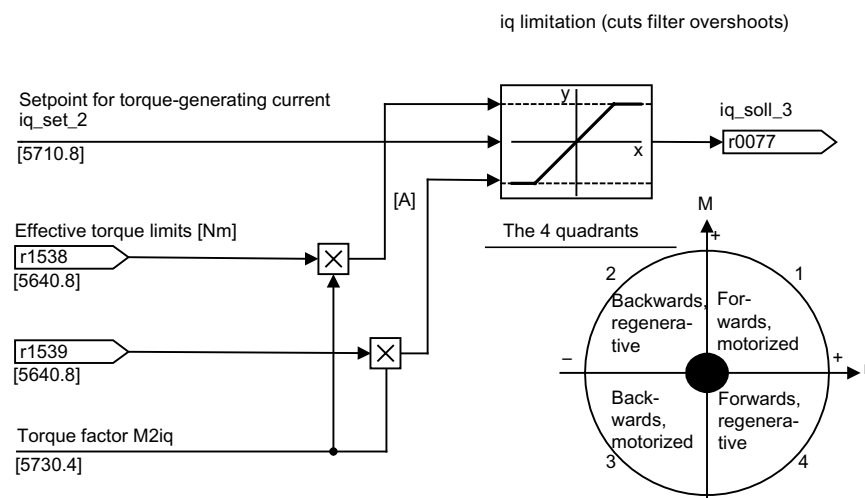 iq limitation (cuts filter overshoots)
Setpoint for torque-generating current
iq_set_2
[5710.8]
y
x
iq_soll_3
r0077
[A]
Effective torque limits [Nm]
r1538
[5640.8]
r1539
[5640.8]
Torque factor M2iq
[5730.4]
The 4 quadrants
M
+
2
1
Backwards,
regenera-
tive
For-
wards,
motorized
–
+
Back-
wards,
motorized
Forwards,
regenera-
tive
3
4